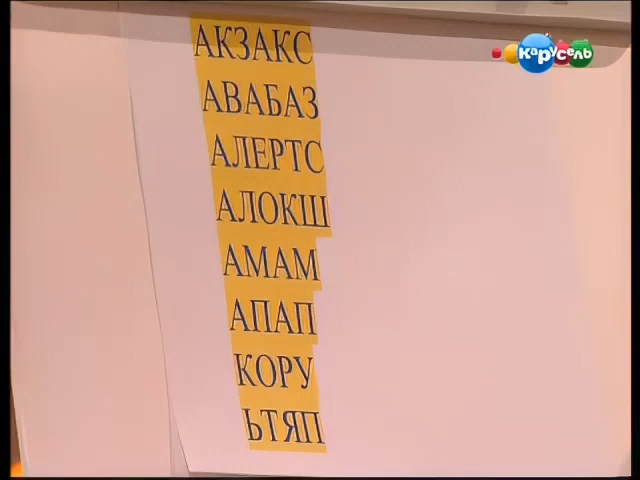 Карусель
АКЗАКС
АВАБАЗ
АЛЕРТС
АЛОКШ
АМАМ
АПАП
КОРУ
ЬТЯП